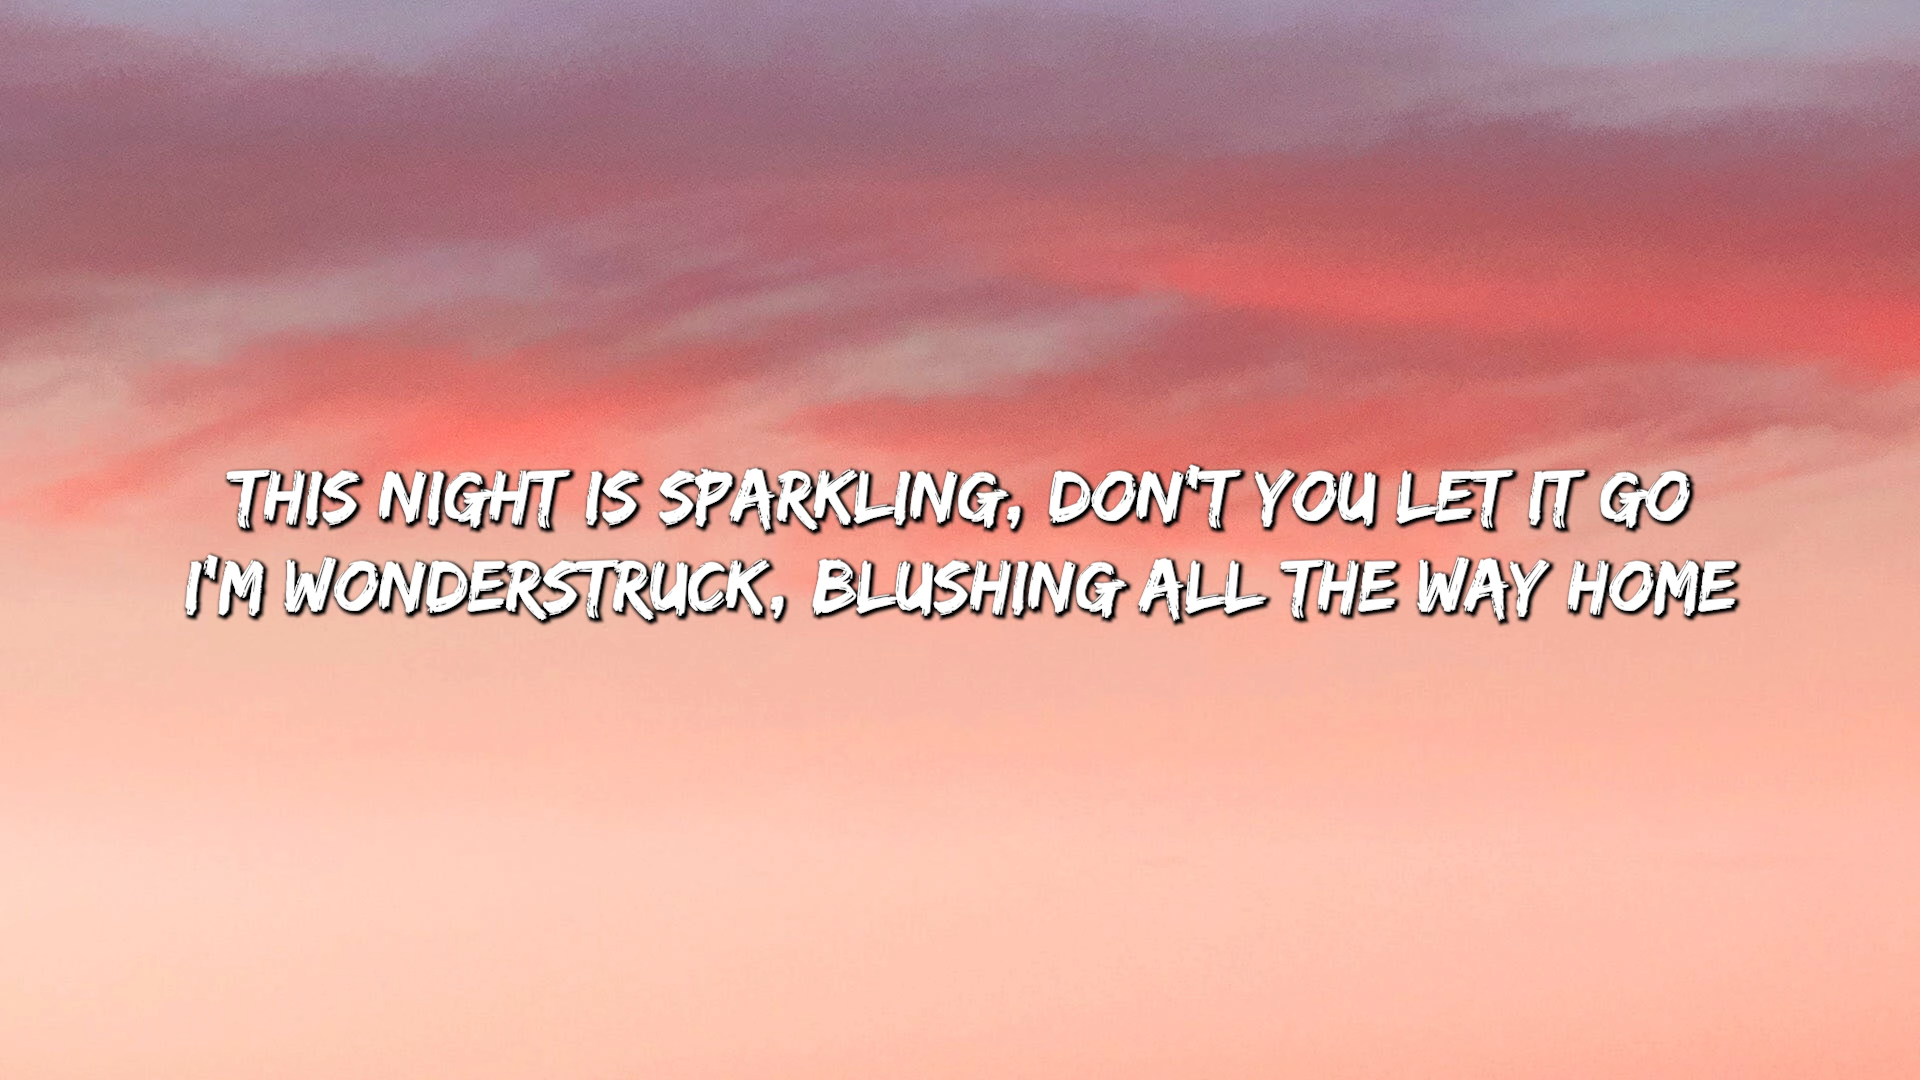 THIS NIGHT IS SPARKLING, DON'T YOU LET IT GO
I'M WONDERSTRUCK, BLUSHING ALL THE WAY HOME